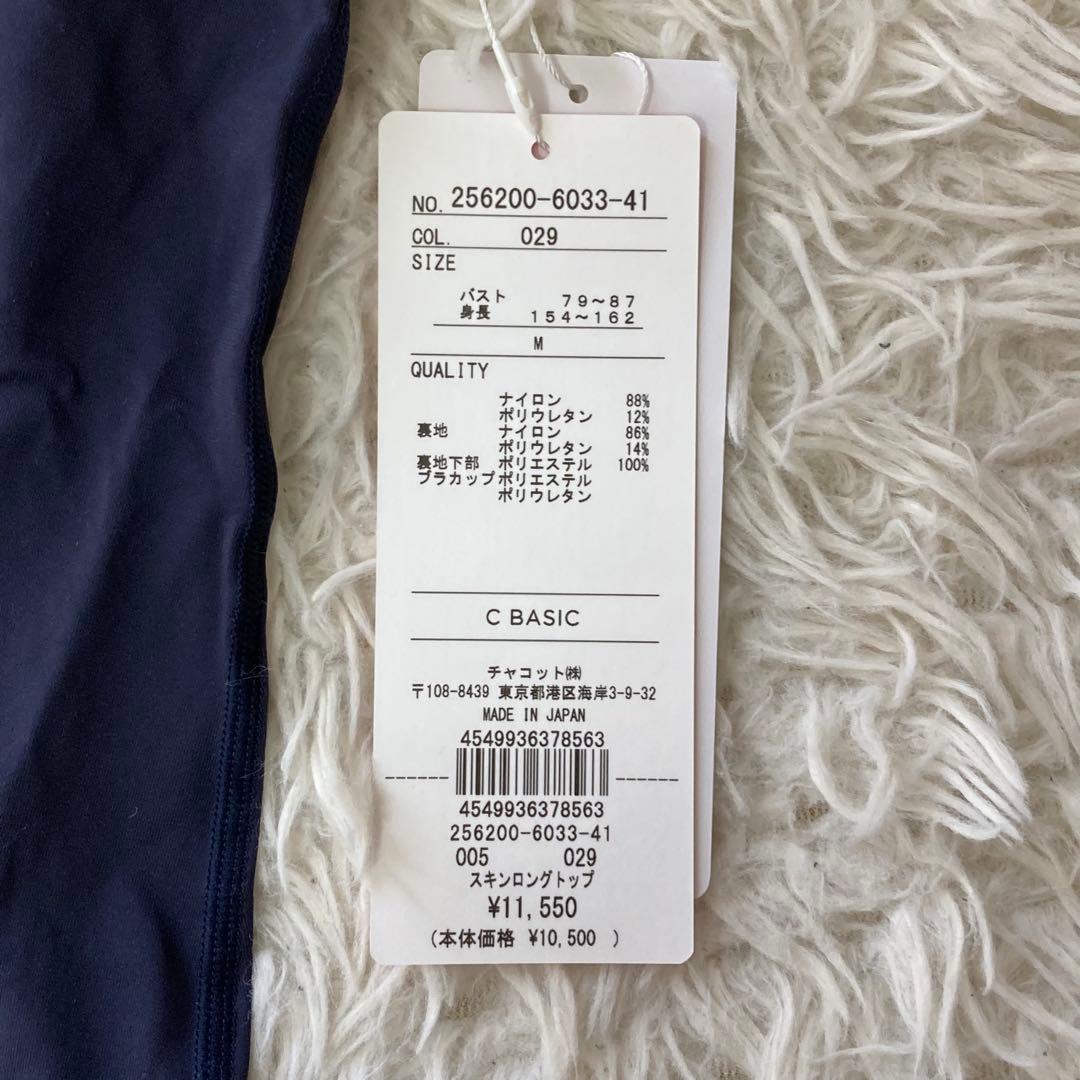 NO. 256200-6033-41
COL. 029
SIZE
バスト 79～87
身長 154～162
M
QUALITY
ナイロン 88%
ポリウレタン 12%
裏地 ナイロン 86%
ポリウレタン 14%
裏地下部 ポリエステル 100%
ブラカップポリエステル
ポリウレタン
C BASIC
チャコット㈱
〒108-8439 東京都港区海岸3-9-32
MADE IN JAPAN
4549936378563
4549936378563
256200-6033-41
005 029
スキンロングトップ
¥11,550
(本体価格 ¥10,500 )